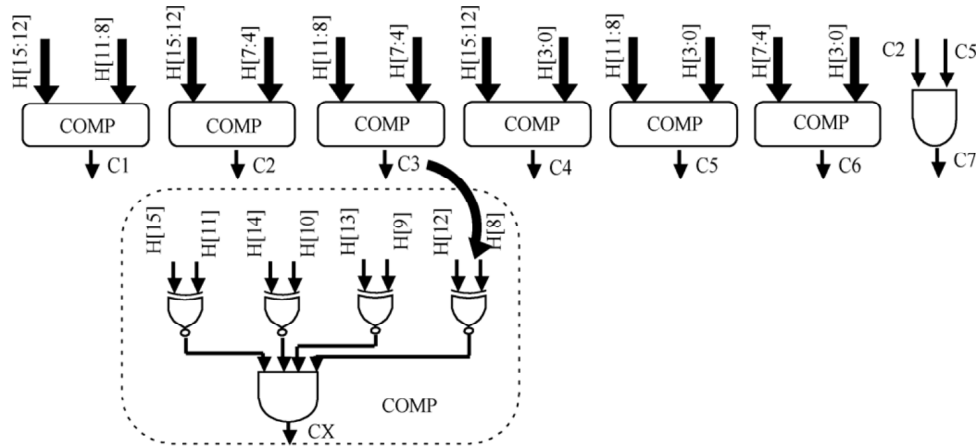 H[15:12]
H[11:8]
H[15:12]
H[7:4]
H[11:8]
H[7:4]
H[15:12]
H[3:0]
H[11:8]
H[3:0]
H[7:4]
H[3:0]
C2
C5
COMP
COMP
COMP
COMP
COMP
COMP
C1
C2
C3
C4
C5
C6
C7
H[15]
H[11]
H[14]
H[10]
H[13]
H[9]
H[12]
H[8]
COMP
CX